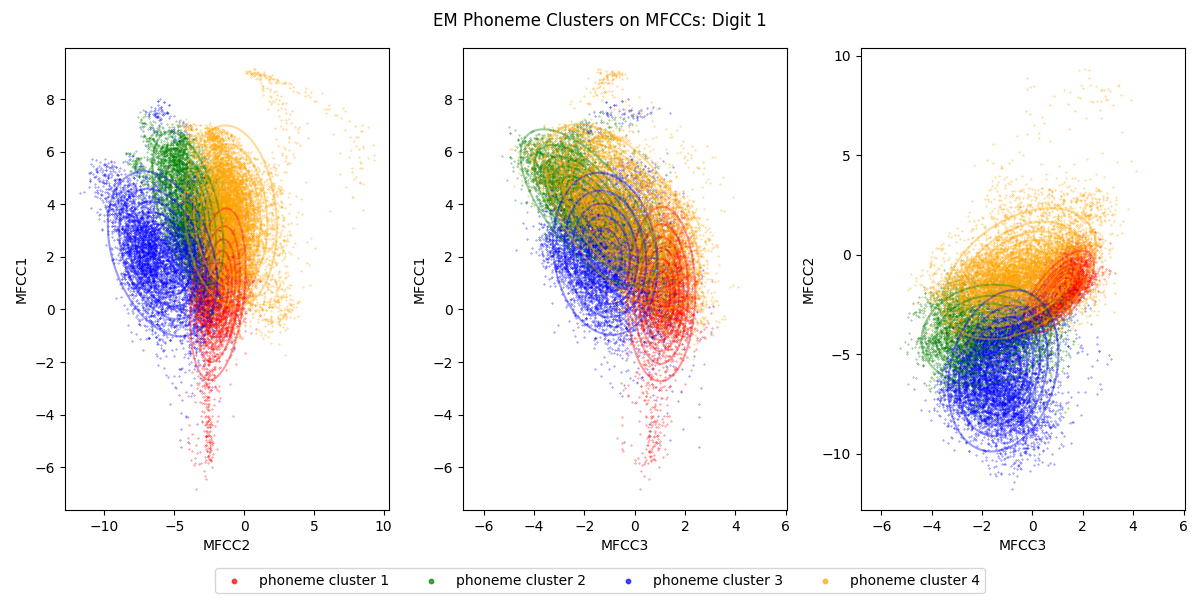 EM Phoneme Clusters on MFCCs: Digit 1
MFCC1
8
6
4
2
0
−2
−4
−6
−10 −5 0 5 10
MFCC2
MFCC1
8
6
4
2
0
−2
−4
−6
−6 −4 −2 0 2 4 6
MFCC3
MFCC2
10
5
0
−5
−10
−6 −4 −2 0 2 4 6
MFCC3
phoneme cluster 1 phoneme cluster 2 phoneme cluster 3 phoneme cluster 4